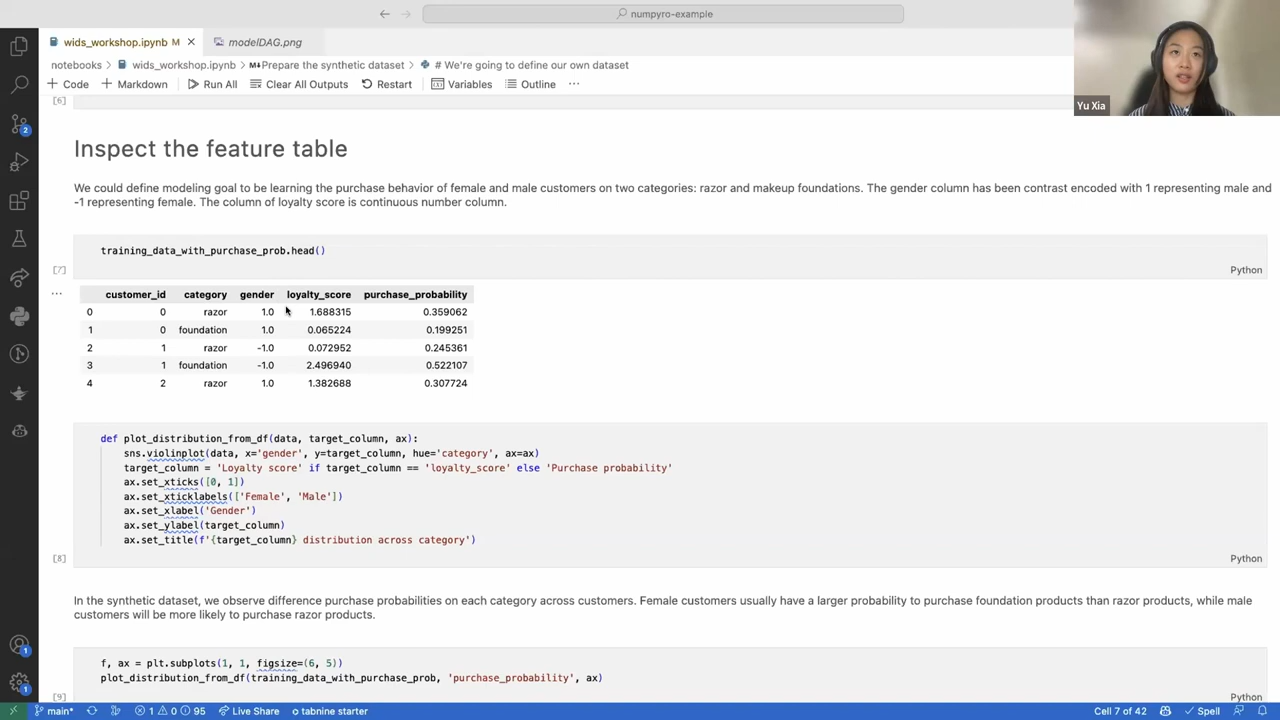 numpyro-example
wids_workshop.ipynb M
modelDAG.png
notebooks > wids_workshop.ipynb > Prepare the synthetic dataset > # We're going to define our own dataset
+ Code + Markdown Run All Clear All Outputs Restart Variables Outline ...
Yu Xia
[6]
Inspect the feature table
We could define modeling goal to be learning the purchase behavior of female and male customers on two categories: razor and makeup foundations. The gender column has been contrast encoded with 1 representing male and
-1 representing female. The column of loyalty score is continuous number column.
training_data_with_purchase_prob.head()
[7] Python
...
customer_id category gender loyalty_score purchase_probability
0 0 razor 1.0 1.688315 0.359062
1 0 foundation 1.0 0.065224 0.199251
2 1 razor -1.0 0.072952 0.245361
3 1 foundation -1.0 2.496940 0.522107
4 2 razor 1.0 1.382688 0.307724
def plot_distribution_from_df(data, target_column, ax):
sns.violinplot(data, x='gender', y=target_column, hue='category', ax=ax)
target_column = 'Loyalty score' if target_column == 'loyalty_score' else 'Purchase probability'
ax.set_xticks([0, 1])
ax.set_xticklabels(['Female', 'Male'])
ax.set_xlabel('Gender')
ax.set_ylabel(target_column)
ax.set_title(f'{target_column} distribution across category')
[8] Python
In the synthetic dataset, we observe difference purchase probabilities on each category across customers. Female customers usually have a larger probability to purchase foundation products than razor products, while male
customers will be more likely to purchase razor products.
f, ax = plt.subplots(1, 1, figsize=(6, 5))
plot_distribution_from_df(training_data_with_purchase_prob, 'purchase_probability', ax)
[9] Python
2
1
1
main* 1 0 95 Live Share tabnine starter Cell 7 of 42 Spell